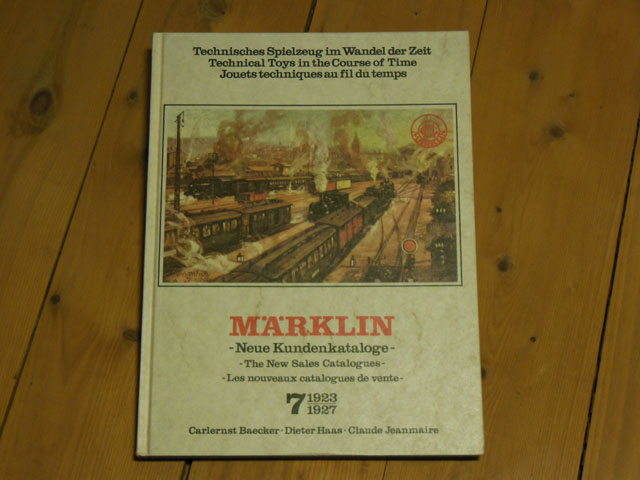 Technisches Spielzeug im Wandel der Zeit
Technical Toys in the Course of Time
Jouets techniques au fil du temps
MÄRKLIN
-Neue Kundenkataloge-
-The New Sales Catalogues-
-Les nouveaux catalogues de vente-
7 1923
1927
Carlernst Baecker · Dieter Haas · Claude Jeanmaire